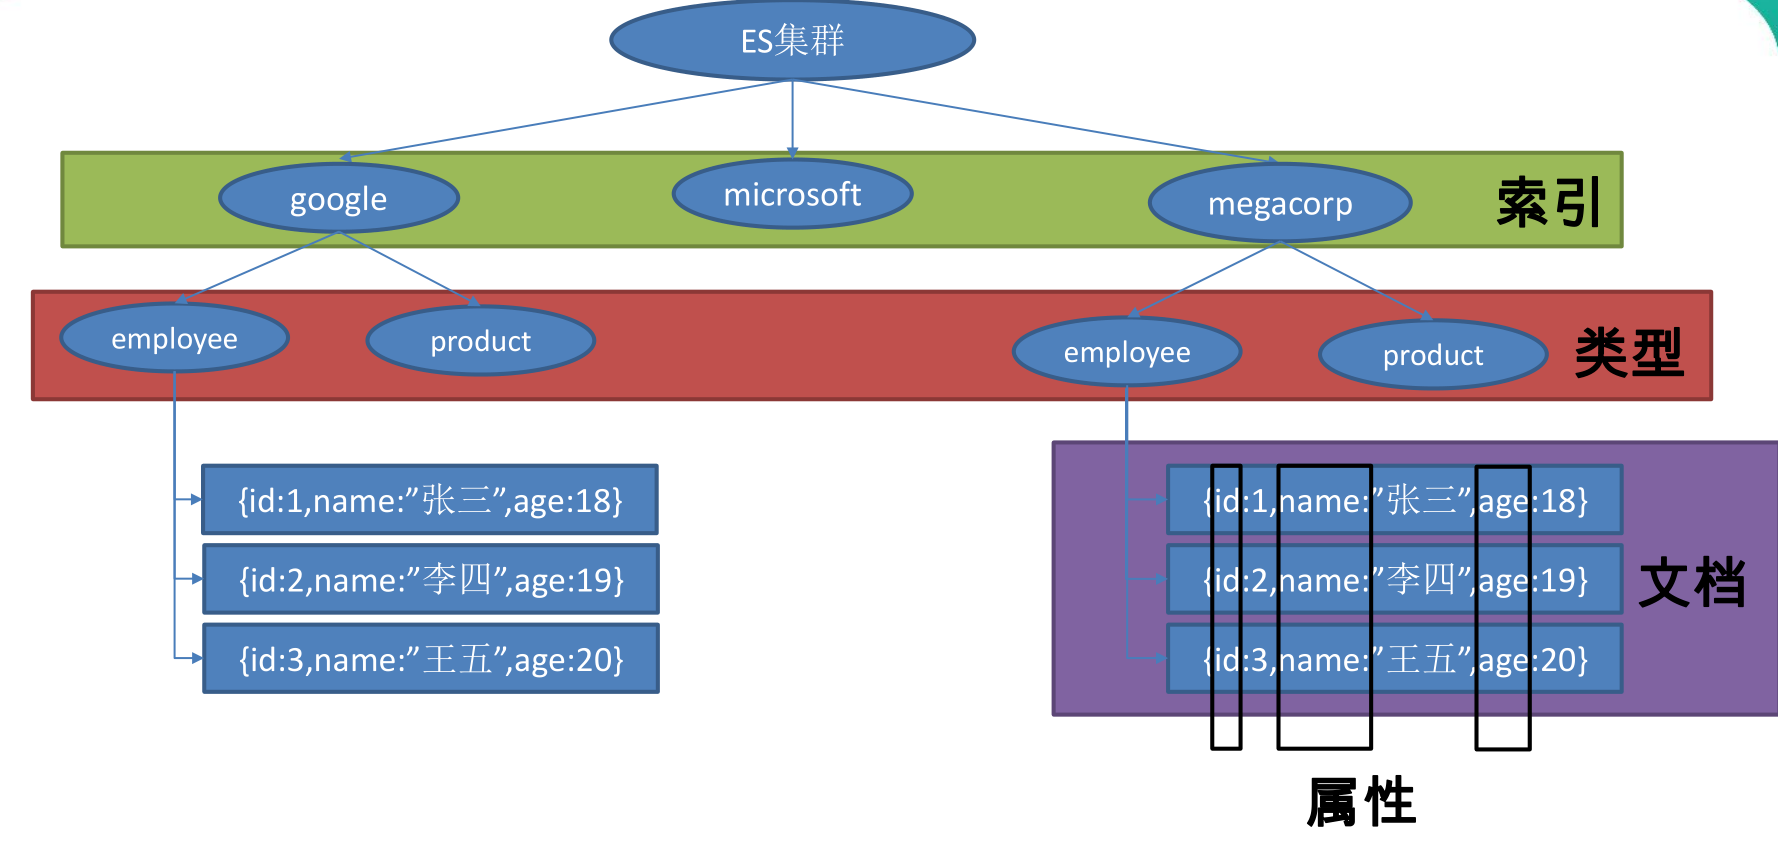 ES集群
google
microsoft
megacorp
索引
employee
product
employee
product
类型
{id:1,name:”张三”,age:18}
{id:2,name:”李四”,age:19}
{id:3,name:”王五”,age:20}
{id:1,name:”张三”,age:18}
{id:2,name:”李四”,age:19}
{id:3,name:”王五”,age:20}
文档
属性